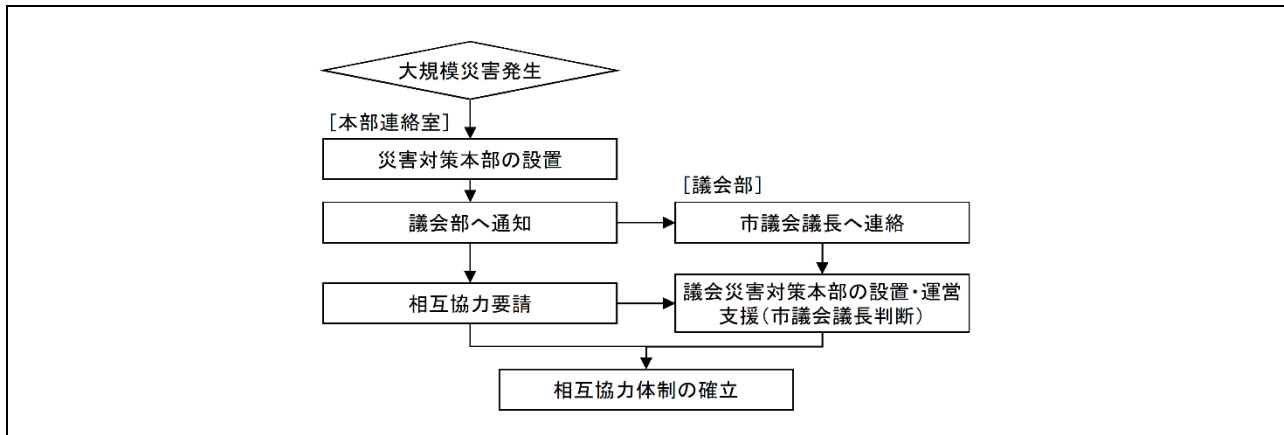 大規模災害発生
［本部連絡室］
災害対策本部の設置
［議会部］
議会部へ通知
市議会議長へ連絡
相互協力要請
議会災害対策本部の設置・運営
支援（市議会議長判断）
相互協力体制の確立